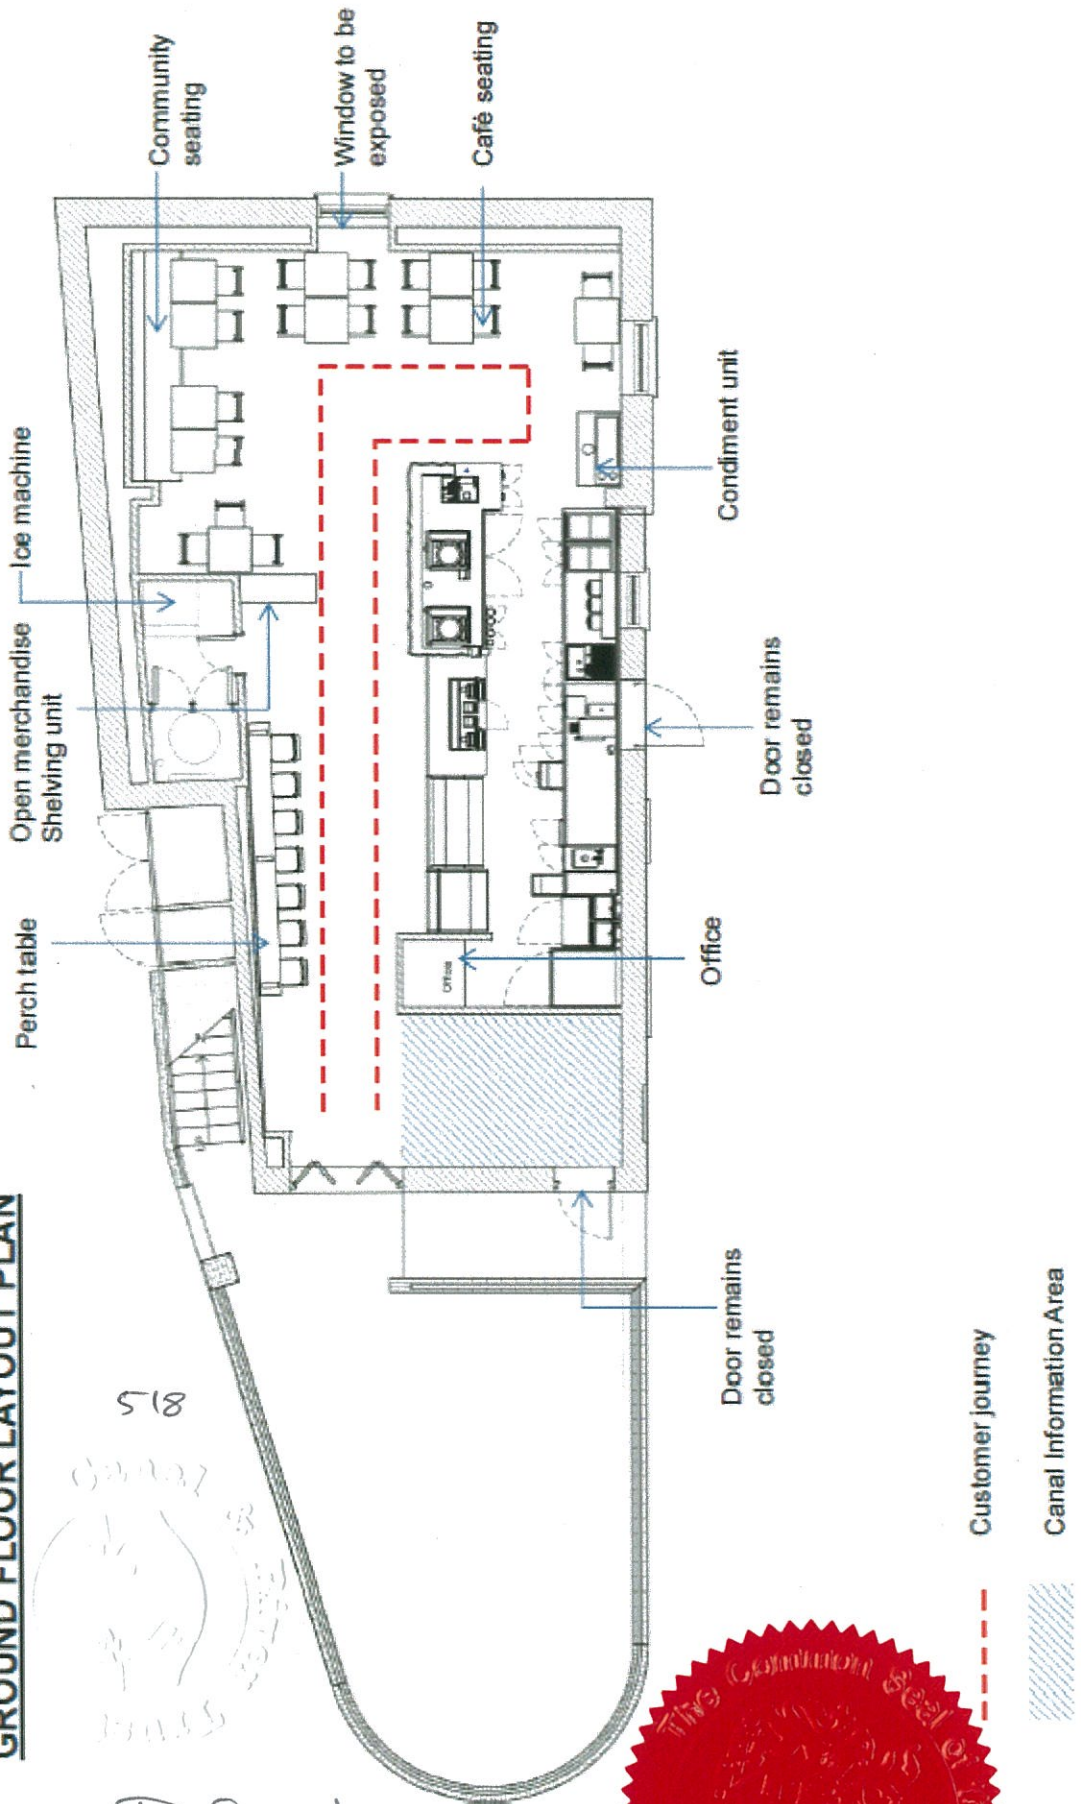 GROUND FLOOR LAYOUT PLAN
518
Perch table
Open merchandise
Shelving unit
Ice machine
Community
seating
Window to be
exposed
Café seating
Office
Office
Condiment unit
Door remains
closed
Door remains
closed
Customer journey
Canal Information Area
The Common Seal of
Canal &